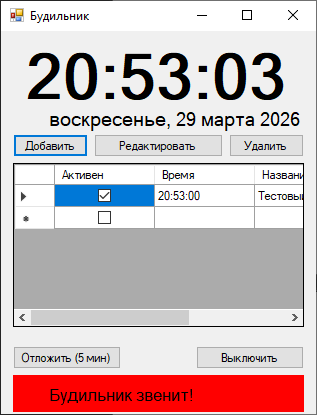 Будильник
20:53:03
воскресенье, 29 марта 2026
Добавить Редактировать Удалить
Активен Время Названи
20:53:00 Тестовы
Отложить (5 мин) Выключить
Будильник звенит!